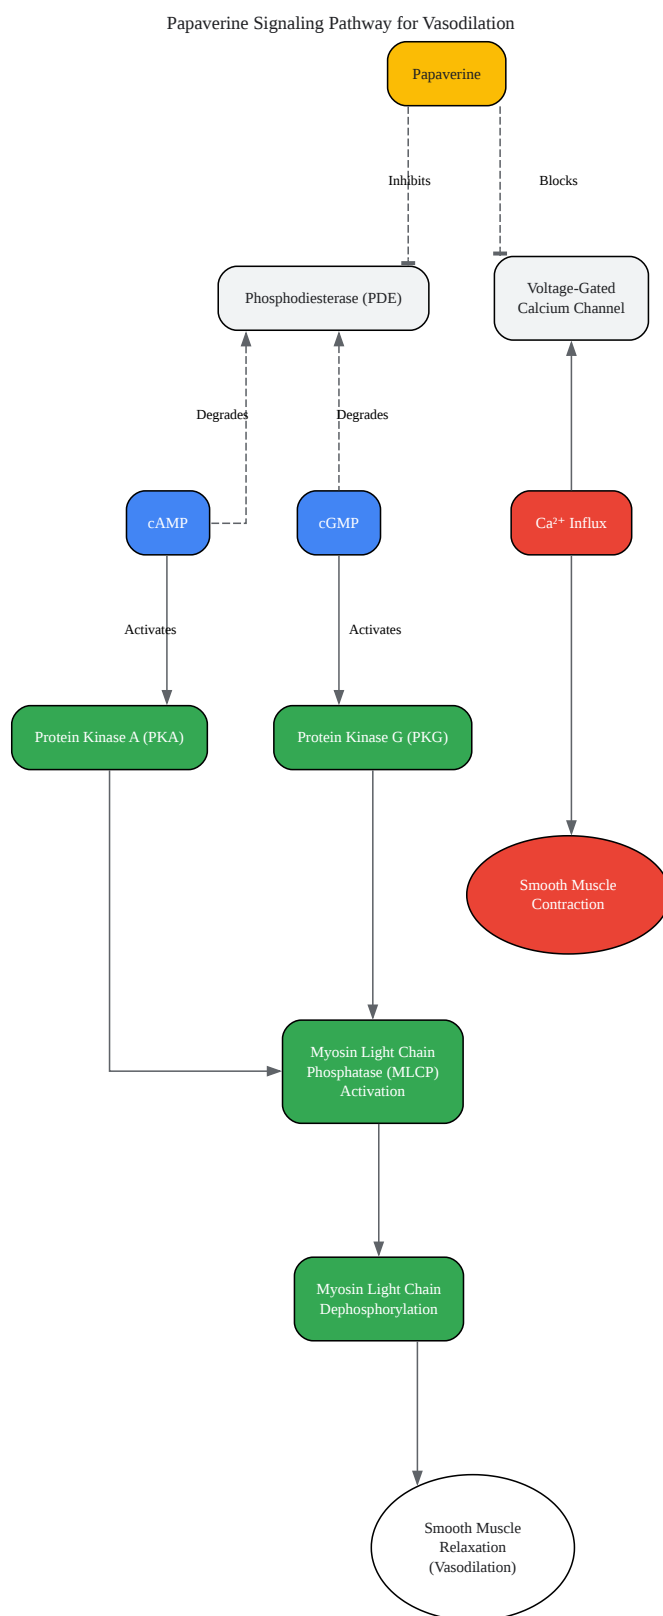 Papaverine Signaling Pathway for Vasodilation
Papaverine
Inhibits
Blocks
Phosphodiesterase (PDE)
Voltage-Gated
Calcium Channel
Degrades
Degrades
cAMP
cGMP
Ca²⁺ Influx
Activates
Activates
Protein Kinase A (PKA)
Protein Kinase G (PKG)
Smooth Muscle
Contraction
Myosin Light Chain
Phosphatase (MLCP)
Activation
Myosin Light Chain
Dephosphorylation
Smooth Muscle
Relaxation
(Vasodilation)